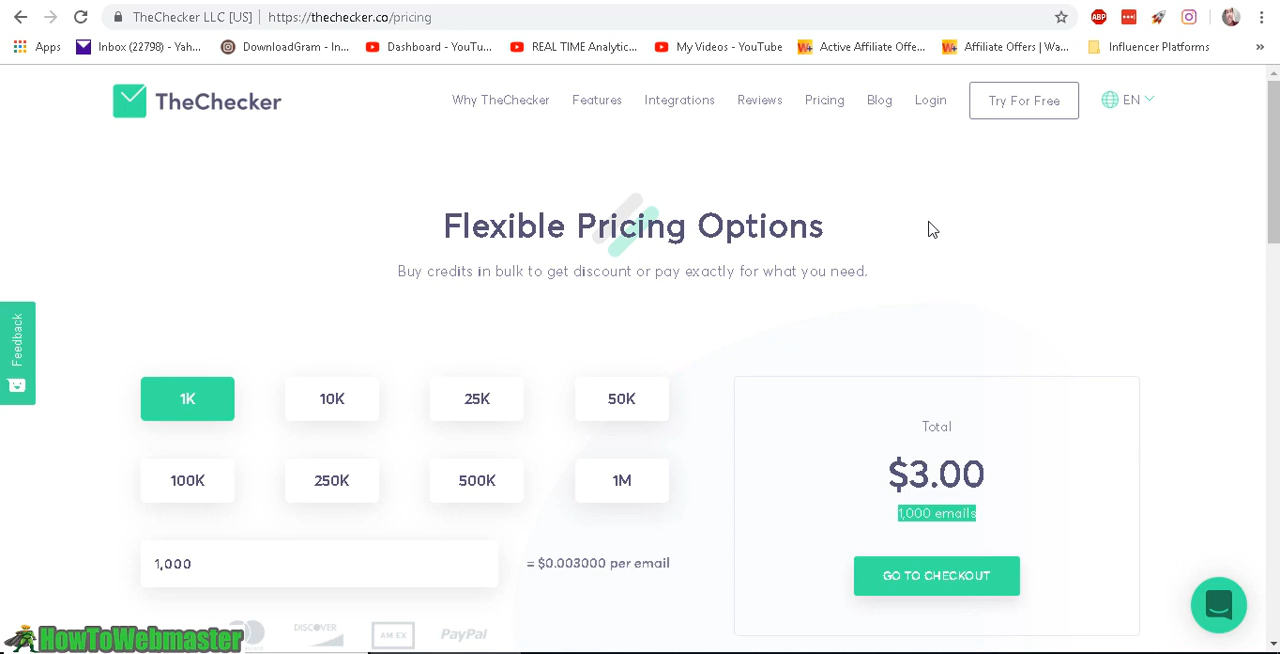 TheChecker LLC [US] | https://thechecker.co/pricing
ABP
Apps Inbox (22798) - Yah... DownloadGram - In... Dashboard - YouTu... REAL TIME Analytic... My Videos - YouTube Active Affiliate Offe... Affiliate Offers | Wa... Influencer Platforms »
TheChecker Why TheChecker Features Integrations Reviews Pricing Blog Login Try For Free EN
Flexible Pricing Options
Buy credits in bulk to get discount or pay exactly for what you need.
Feedback
1K 10K 25K 50K
100K 250K 500K 1M
1,000 = $0.003000 per email
Total
$3.00
1,000 emails
GO TO CHECKOUT
DISCOVER AM EX PayPal
HowToWebmaster